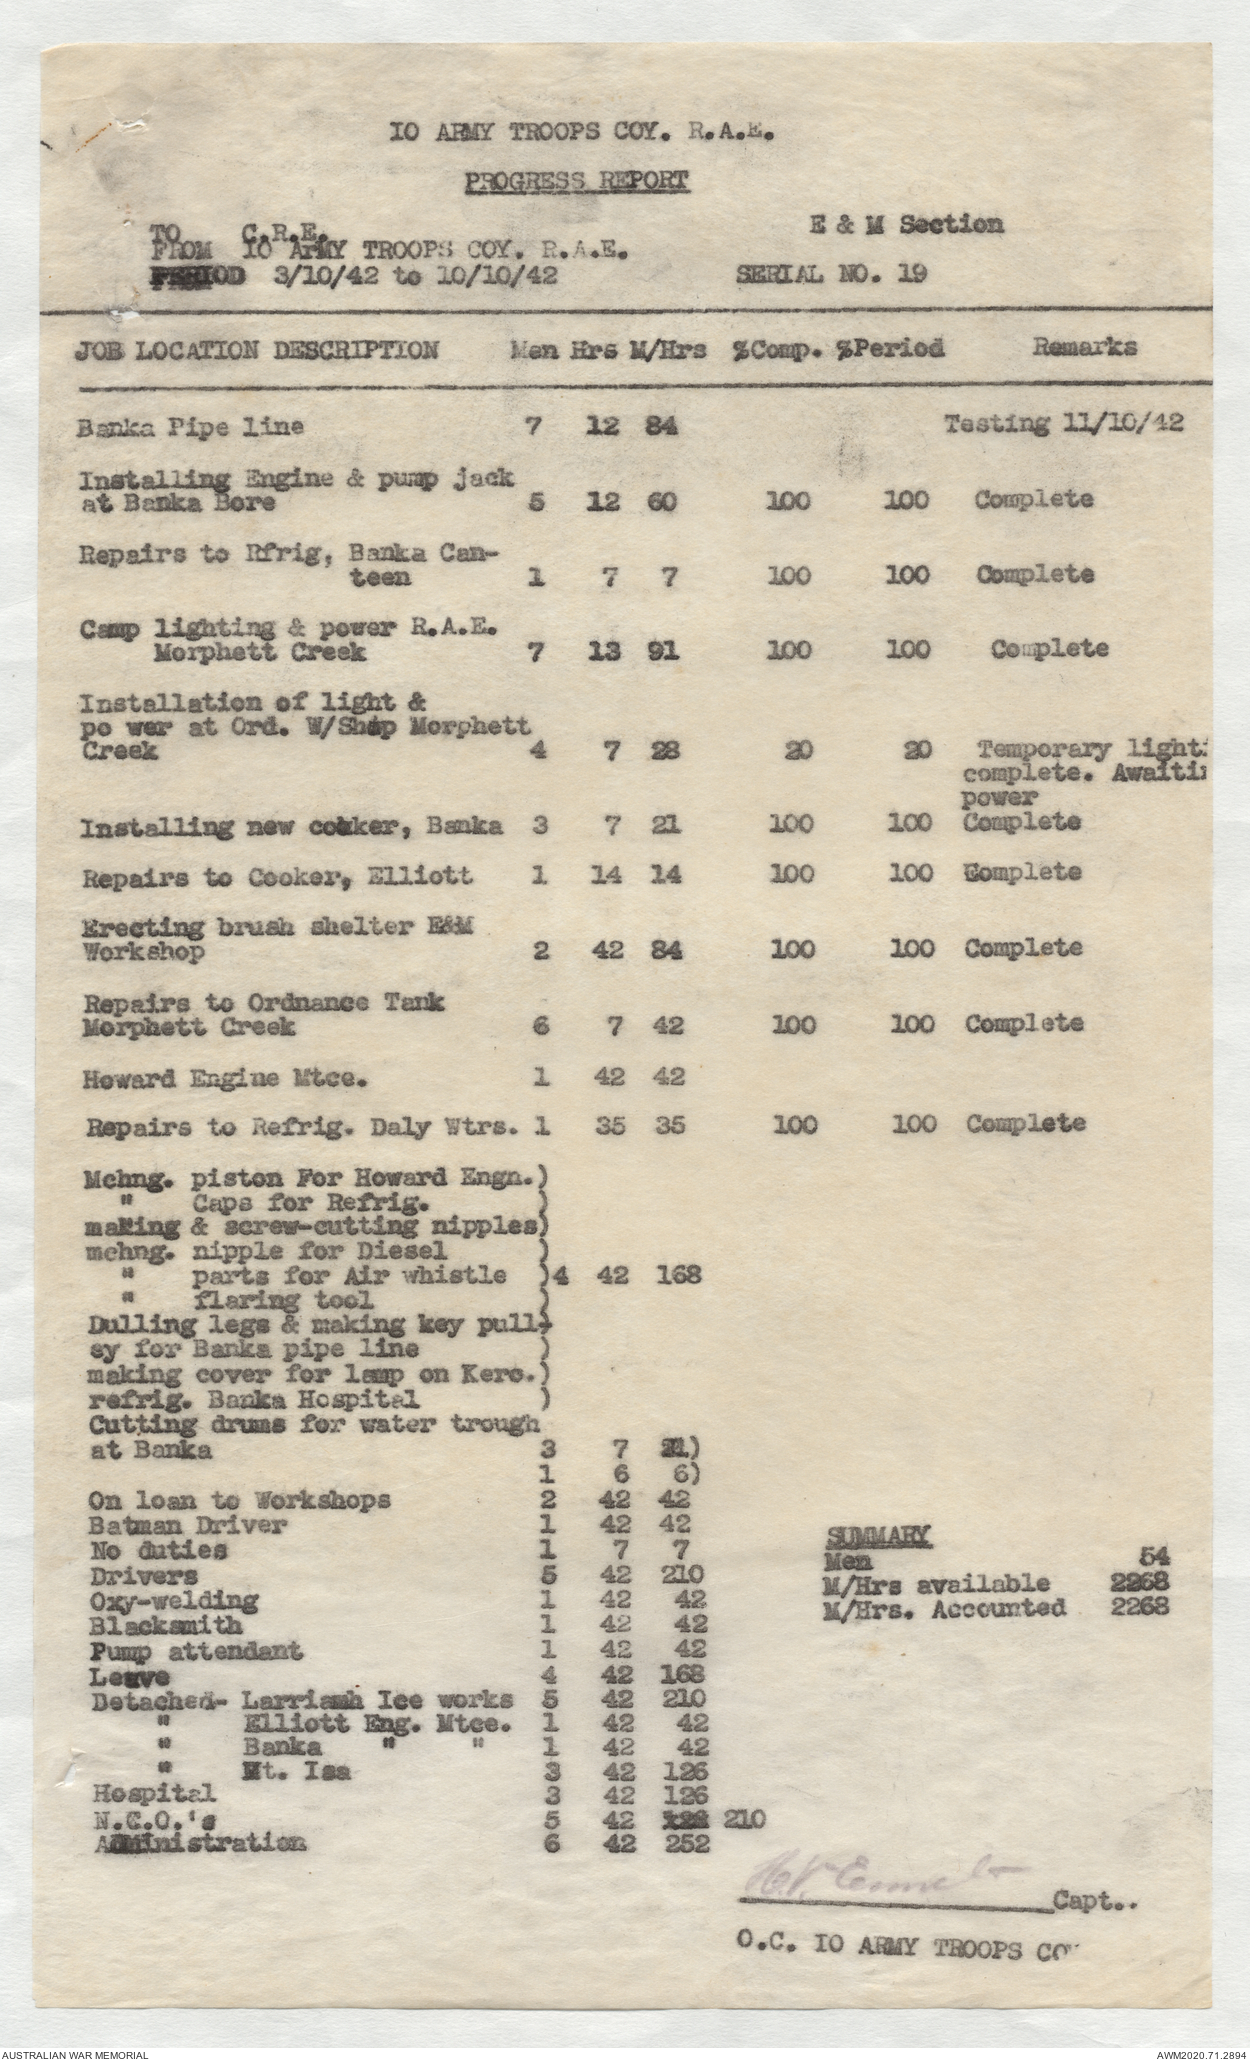 IO ARMY TROOPS COY. R.A.E.
PROGRESS REPORT
TO C.R.E. E & M Section
FROM IO ARMY TROOPS COY. R.A.E.
PERIOD 3/10/42 to 10/10/42 SERIAL NO. 19
JOB LOCATION DESCRIPTION Men Hrs M/Hrs %Comp. %Period Remarks
Banka Pipe line 7 12 84 Testing 11/10/42
Installing Engine & pump jack
at Banka Bore 5 12 60 100 100 Complete
Repairs to Rfrig, Banka Can-
teen 1 7 7 100 100 Complete
Camp lighting & power R.A.E.
Morphett Creek 7 13 91 100 100 Complete
Installation of light &
po wer at Ord. W/Shop Morphett
Creek 4 7 28 20 20 Temporary lighti
complete. Awaitin
power
Installing new cooker, Banka 3 7 21 100 100 Complete
Repairs to Cooker, Elliott 1 14 14 100 100 Complete
Erecting brush shelter E&M
Workshop 2 42 84 100 100 Complete
Repairs to Ordnance Tank
Morphett Creek 6 7 42 100 100 Complete
Howard Engine Mtce. 1 42 42
Repairs to Refrig. Daly Wtrs. 1 35 35 100 100 Complete
Mchng. piston For Howard Engn.)
" Caps for Refrig. )
making & screw-cutting nipples)
mchng. nipple for Diesel )
" parts for Air whistle )4 42 168
" flaring tool )
Dulling legs & making key pull-)
ey for Banka pipe line )
making cover for lamp on Kero.)
refrig. Banka Hospital )
Cutting drums for water trough
at Banka 3 7 21)
1 6 6)
On loan to Workshops 2 42 42
Batman Driver 1 42 42
No duties 1 7 7
Drivers 5 42 210
Oxy-welding 1 42 42
Blacksmith 1 42 42
Pump attendant 1 42 42
Leave 4 42 168
Detached- Larriamh Ice works 5 42 210
" Elliott Eng. Mtce. 1 42 42
" Banka " " 1 42 42
" Mt. Isa 3 42 126
Hospital 3 42 126
N.C.O.'s 5 42 210
Administration 6 42 252
SUMMARY
Men 54
M/Hrs available 2268
M/Hrs. Accounted 2268
Capt..
O.C. IO ARMY TROOPS COY
AUSTRALIAN WAR MEMORIAL AWM2020.71.2894